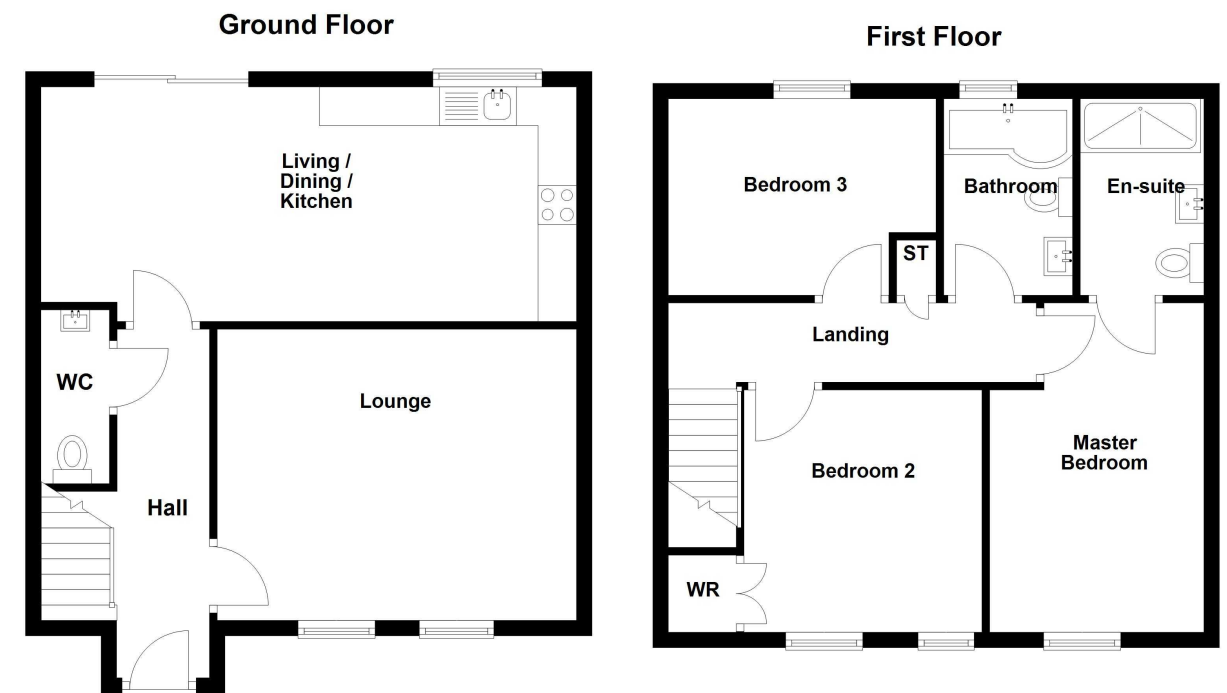 Ground Floor
Living /
Dining /
Kitchen
WC
Lounge
Hall
First Floor
Bedroom 3
Bathroom
En-suite
ST
Landing
Master
Bedroom
Bedroom 2
WR